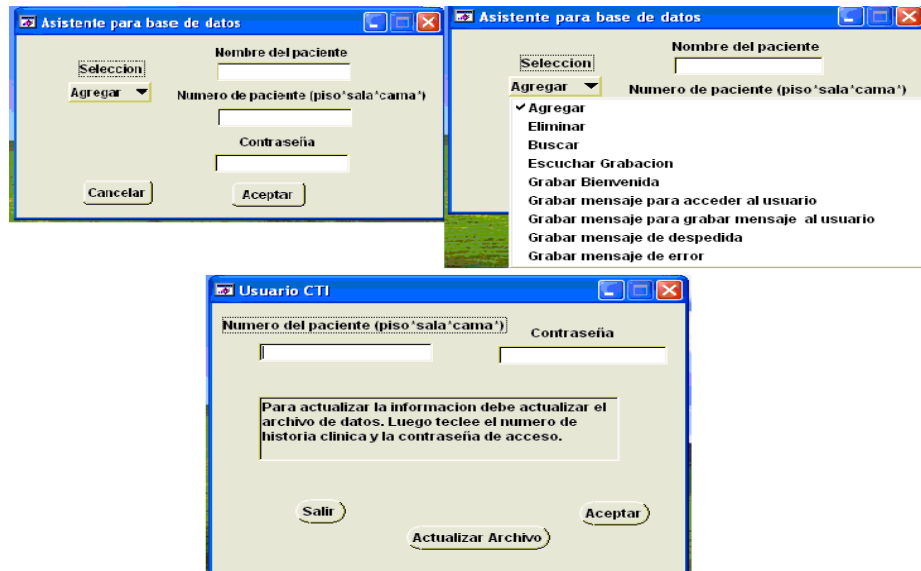 Asistente para base de datos
Nombre del paciente
Seleccion
Agregar
Numero de paciente (piso*sala*cama*)
Contraseña
Cancelar
Aceptar
Asistente para base de datos
Nombre del paciente
Seleccion
Agregar
Numero de paciente (piso*sala*cama*)
Agregar
Eliminar
Buscar
Escuchar Grabacion
Grabar Bienvenida
Grabar mensaje para acceder al usuario
Grabar mensaje para grabar mensaje al usuario
Grabar mensaje de despedida
Grabar mensaje de error
Usuario CTI
Numero del paciente (piso*sala*cama*)
Contraseña
Para actualizar la informacion debe actualizar el
archivo de datos. Luego teclee el numero de
historia clinica y la contraseña de acceso.
Salir
Aceptar
Actualizar Archivo